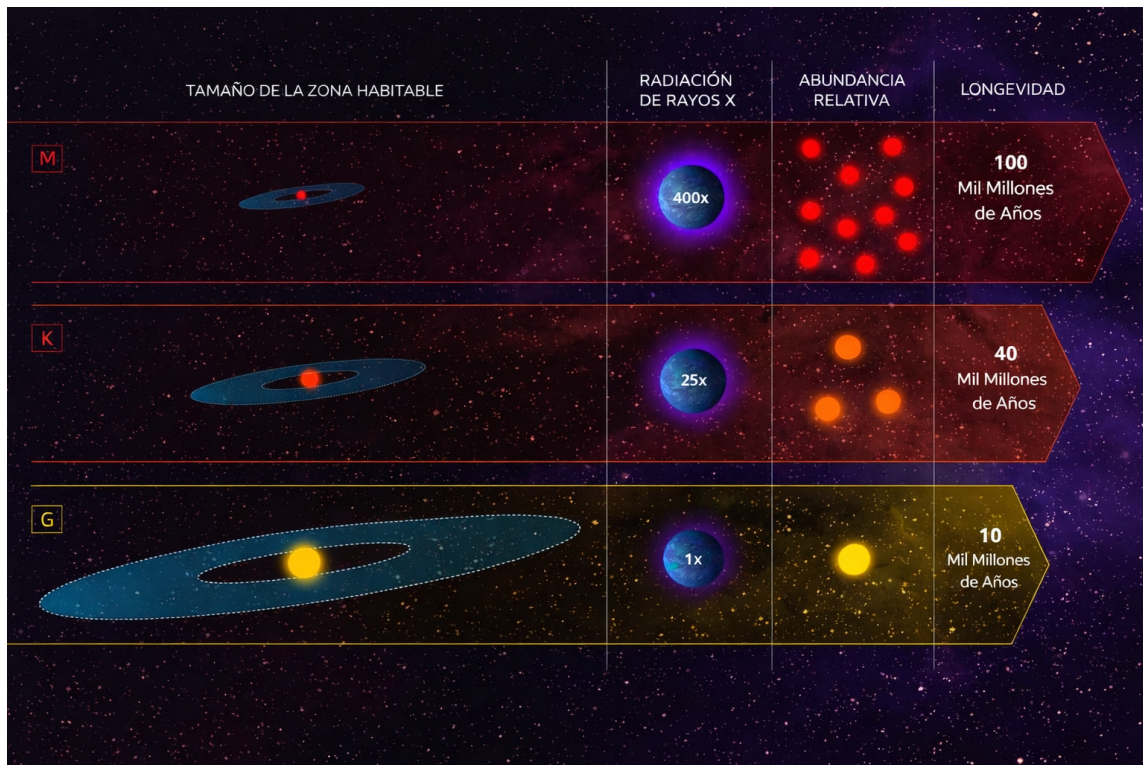 TAMAÑO DE LA ZONA HABITABLE
RADIACIÓN
DE RAYOS X
ABUNDANCIA
RELATIVA
LONGEVIDAD
M
400x
100
Mil Millones
de Años
K
25x
40
Mil Millones
de Años
G
1x
10
Mil Millones
de Años